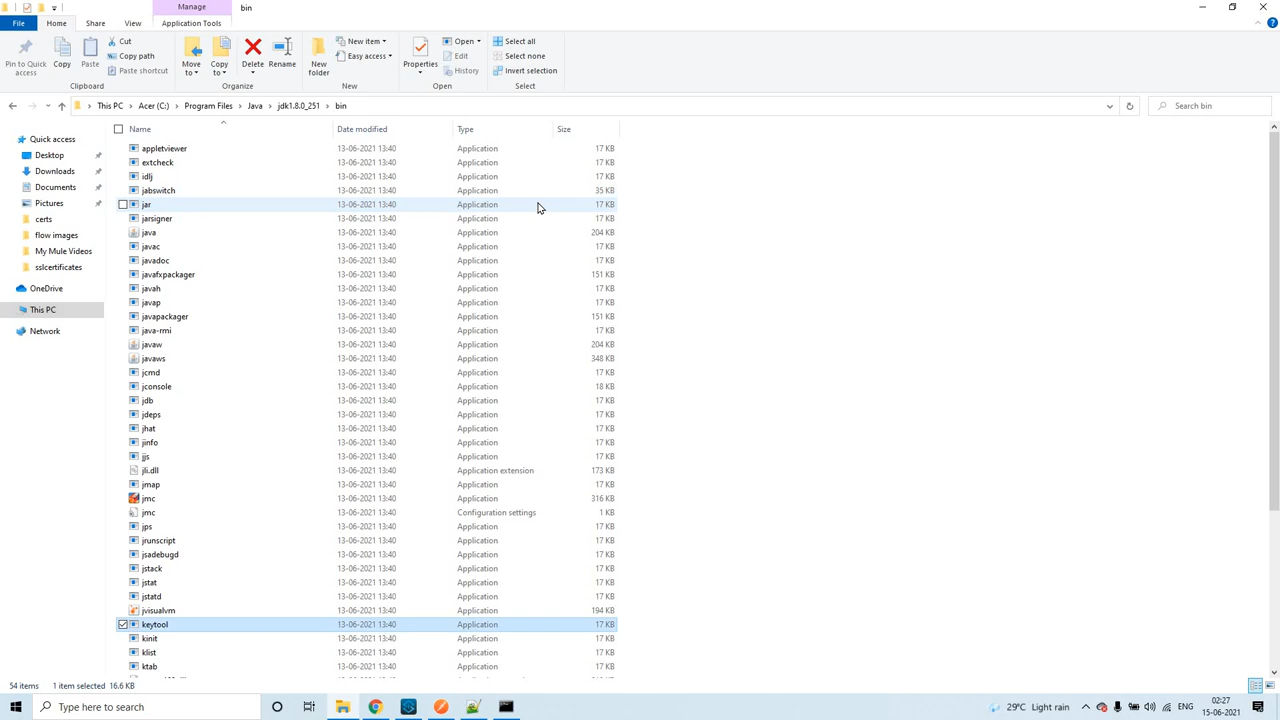 Manage
bin
File
Home
Share
View
Application Tools
Pin to Quick access
Copy
Paste
Cut
Copy path
Paste shortcut
Clipboard
Move to
Copy to
Delete
Rename
Organize
New folder
New item
Easy access
New
Properties
Open
Edit
History
Open
Select all
Select none
Invert selection
Select
This PC > Acer (C:) > Program Files > Java > jdk1.8.0_251 > bin
Search bin
Quick access
Desktop
Downloads
Documents
Pictures
certs
flow images
My Mule Videos
sslcertificates
OneDrive
This PC
Network
Name Date modified Type Size
appletviewer 13-06-2021 13:40 Application 17 KB
extcheck 13-06-2021 13:40 Application 17 KB
idlj 13-06-2021 13:40 Application 17 KB
jabswitch 13-06-2021 13:40 Application 35 KB
jar 13-06-2021 13:40 Application 17 KB
jarsigner 13-06-2021 13:40 Application 17 KB
java 13-06-2021 13:40 Application 204 KB
javac 13-06-2021 13:40 Application 17 KB
javadoc 13-06-2021 13:40 Application 17 KB
javafxpackager 13-06-2021 13:40 Application 151 KB
javah 13-06-2021 13:40 Application 17 KB
javap 13-06-2021 13:40 Application 17 KB
javapackager 13-06-2021 13:40 Application 151 KB
java-rmi 13-06-2021 13:40 Application 17 KB
javaw 13-06-2021 13:40 Application 204 KB
javaws 13-06-2021 13:40 Application 348 KB
jcmd 13-06-2021 13:40 Application 17 KB
jconsole 13-06-2021 13:40 Application 18 KB
jdb 13-06-2021 13:40 Application 17 KB
jdeps 13-06-2021 13:40 Application 17 KB
jhat 13-06-2021 13:40 Application 17 KB
jinfo 13-06-2021 13:40 Application 17 KB
jjs 13-06-2021 13:40 Application 17 KB
jli.dll 13-06-2021 13:40 Application extension 173 KB
jmap 13-06-2021 13:40 Application 17 KB
jmc 13-06-2021 13:40 Application 316 KB
jmc 13-06-2021 13:40 Configuration settings 1 KB
jps 13-06-2021 13:40 Application 17 KB
jrunscript 13-06-2021 13:40 Application 17 KB
jsadebugd 13-06-2021 13:40 Application 17 KB
jstack 13-06-2021 13:40 Application 17 KB
jstat 13-06-2021 13:40 Application 17 KB
jstatd 13-06-2021 13:40 Application 17 KB
jvisualvm 13-06-2021 13:40 Application 194 KB
keytool 13-06-2021 13:40 Application 17 KB
kinit 13-06-2021 13:40 Application 17 KB
klist 13-06-2021 13:40 Application 17 KB
ktab 13-06-2021 13:40 Application 17 KB
54 items 1 item selected 16.6 KB
Type here to search
29°C Light rain
ENG
02:27
15-06-2021